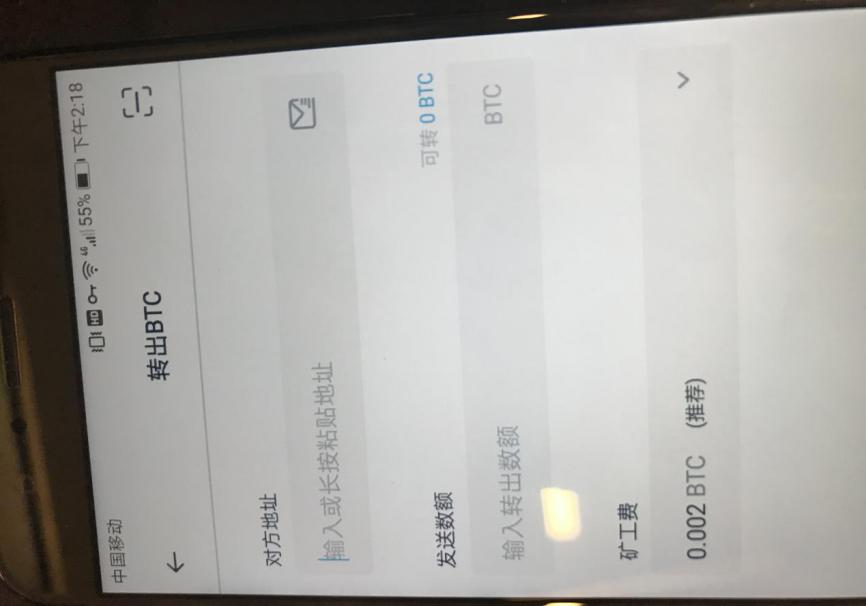 中国移动 HD 4G 55% 下午2:18
转出BTC
对方地址
输入或长按粘贴地址
发送数额 可转 0 BTC
输入转出数额 BTC
矿工费
0.002 BTC (推荐)